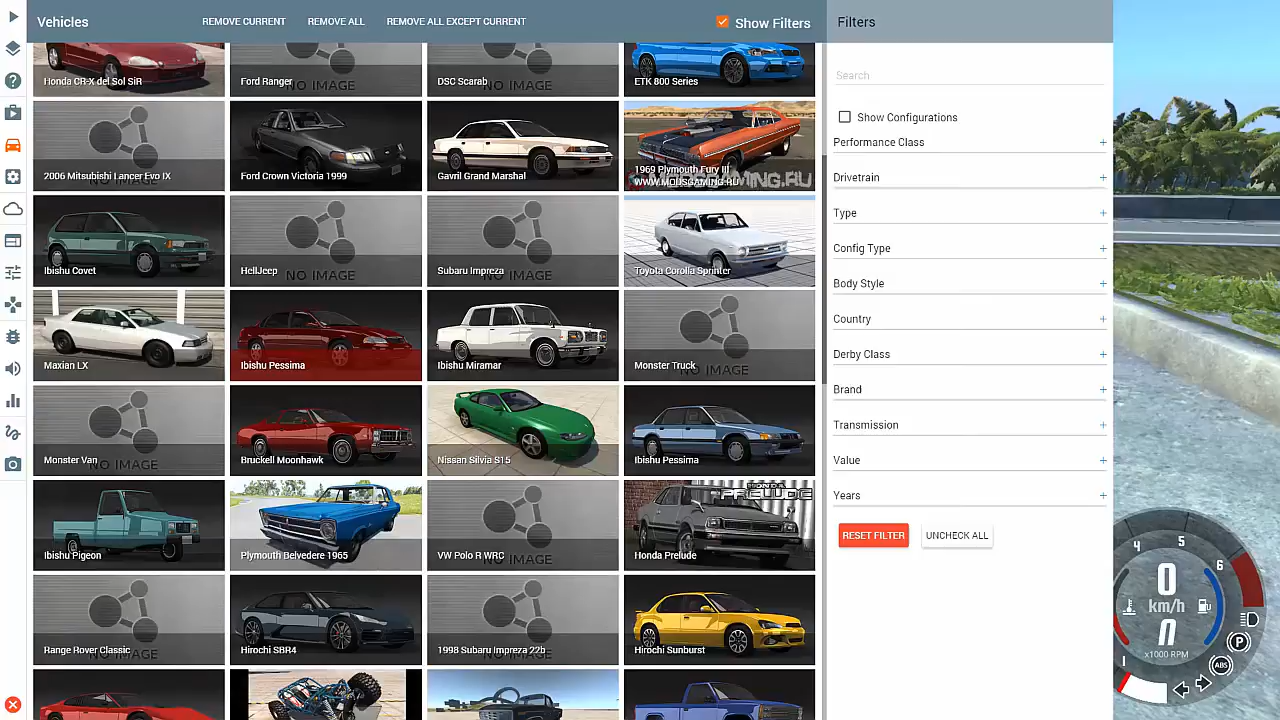 Vehicles
REMOVE CURRENT
REMOVE ALL
REMOVE ALL EXCEPT CURRENT
Show Filters
Filters
Honda CR-X del Sol SiR
Ford Ranger
NO IMAGE
DSC Scarab
NO IMAGE
ETK 800 Series
Search
Show Configurations
2006 Mitsubishi Lancer Evo IX
NO IMAGE
Ford Crown Victoria 1999
Gavril Grand Marshal
1969 Plymouth Fury III
WWW.MODSGAMING.RU
MODSGAMING.RU
Performance Class +
Drivetrain +
Type +
Config Type +
Body Style +
Country +
Derby Class +
Brand +
Transmission +
Value +
Years +
RESET FILTER
UNCHECK ALL
Ibishu Covet
HellJeep
NO IMAGE
Subaru Impreza
NO IMAGE
Toyota Corolla Sprinter
Maxian LX
Ibishu Pessima
Ibishu Miramar
Monster Truck
NO IMAGE
Monster Van
NO IMAGE
Bruckell Moonhawk
Nissan Silvia S15
Ibishu Pessima
Ibishu Pigeon
Plymouth Belvedere 1965
VW Polo R WRC
NO IMAGE
PRELUDE
Honda Prelude
Range Rover Classic
NO IMAGE
Hirochi SBR4
1998 Subaru Impreza 22b
NO IMAGE
Hirochi Sunburst
1
4
5
6
0
km/h
n
x1000 RPM
P
ABS